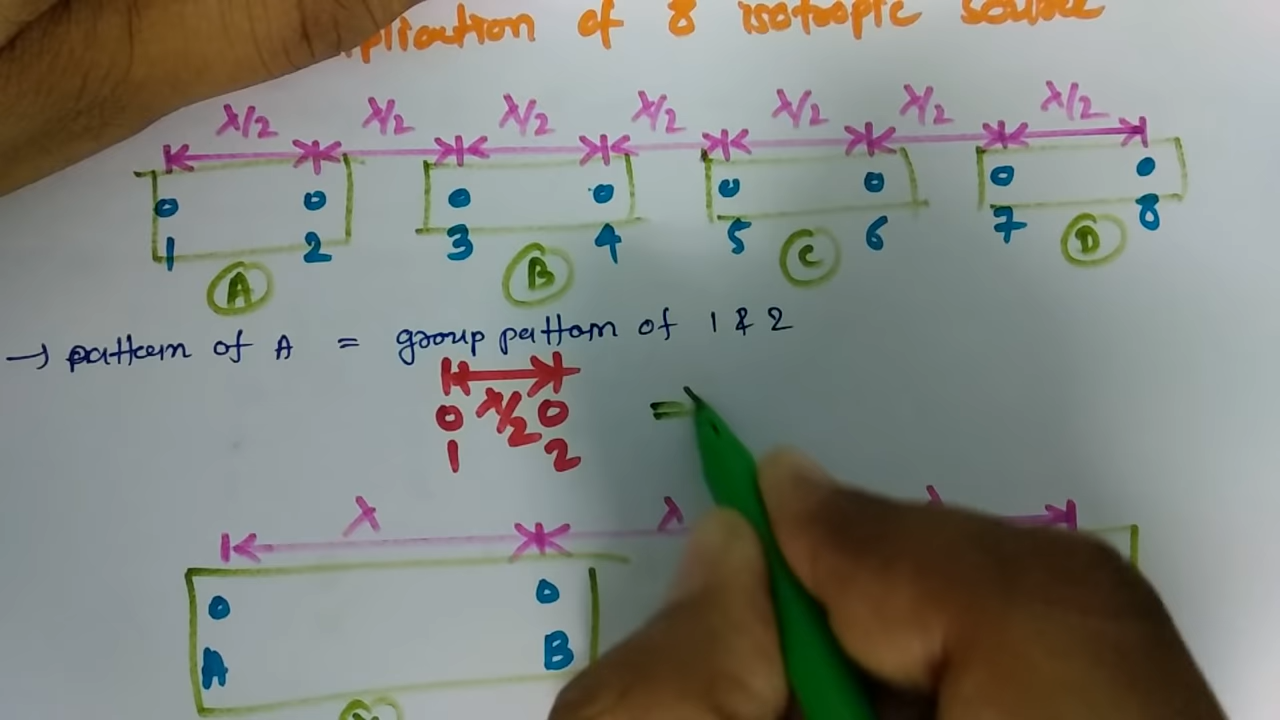 of 8 isotropic
λ/2 λ/2 λ/2 λ/2 λ/2 λ/2 λ/2
1 2 3 4 5 6 7 8
A B C D
→ pattern of A = group pattern of 1 & 2
λ/2
1 2
=
λ λ λ
A B